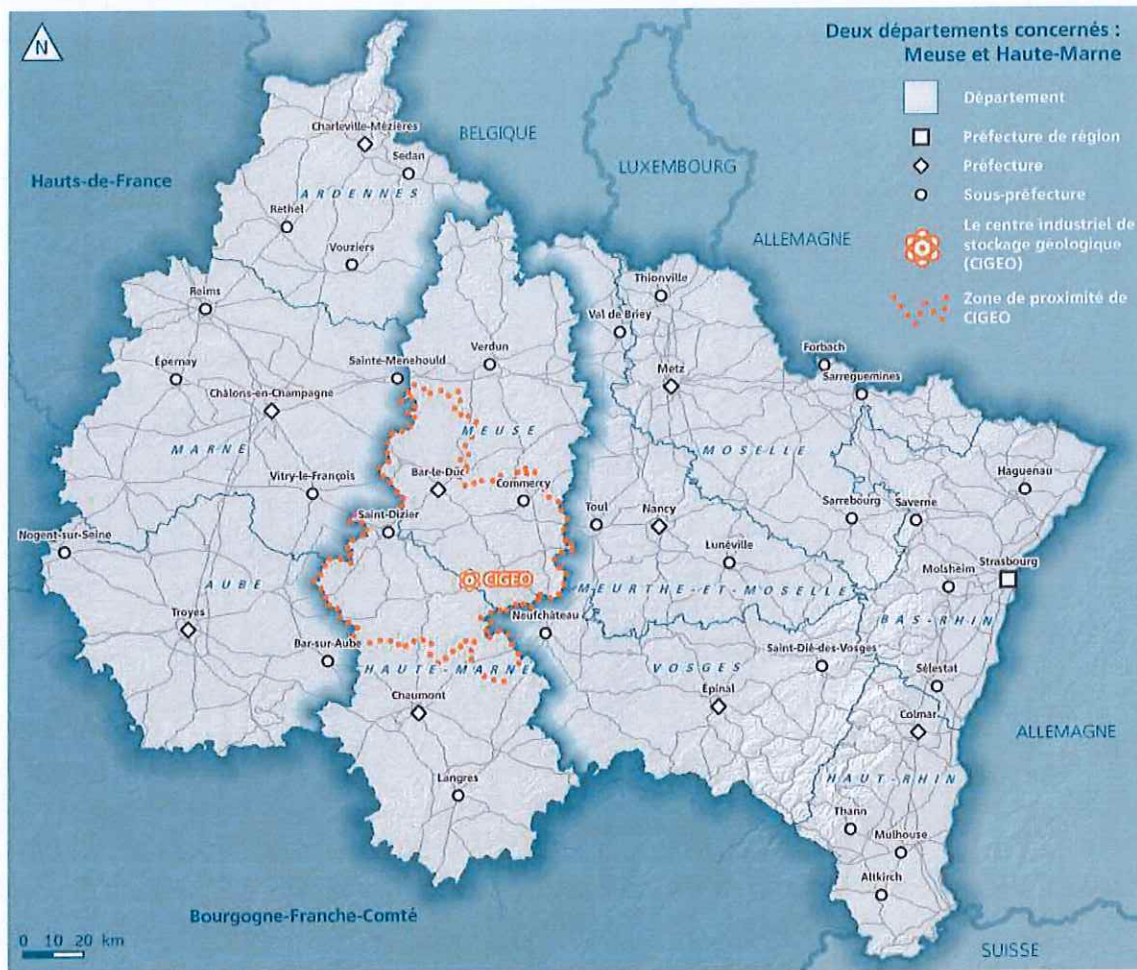 N
Deux départements concernés :
Meuse et Haute-Marne
Département
Préfecture de région
Préfecture
Sous-préfecture
Le centre industriel de
stockage géologique
(CIGEO)
Zone de proximité de
CIGEO
BELGIQUE
LUXEMBOURG
ALLEMAGNE
Hauts-de-France
Charleville-Mézières
Sedan
ARDENNES
Rethel
Vouziers
Reims
Thionville
Val de Briey
Épernay
Sainte-Menehould
Verdun
Metz
Forbach
Sarreguemines
Châlons-en-Champagne
MARNE
MEUSE
MOSELLE
Vitry-le-François
Bar-le-Duc
Commercy
Haguenau
Saint-Dizier
Toul
Nancy
Sarrebourg
Saverne
Nogent-sur-Seine
Lunéville
Molsheim
Strasbourg
AUBE
CIGEO
MEURTHE-ET-MOSELLE
Troyes
Neufchâteau
BAS-RHIN
Bar-sur-Aube
HAUTE-MARNE
VOSGES
Saint-Dié-des-Vosges
Sélestat
Chaumont
Épinal
Colmar
ALLEMAGNE
Langres
HAUT-RHIN
Thann
Mulhouse
Altkirch
Bourgogne-Franche-Comté
0 10 20 km
SUISSE